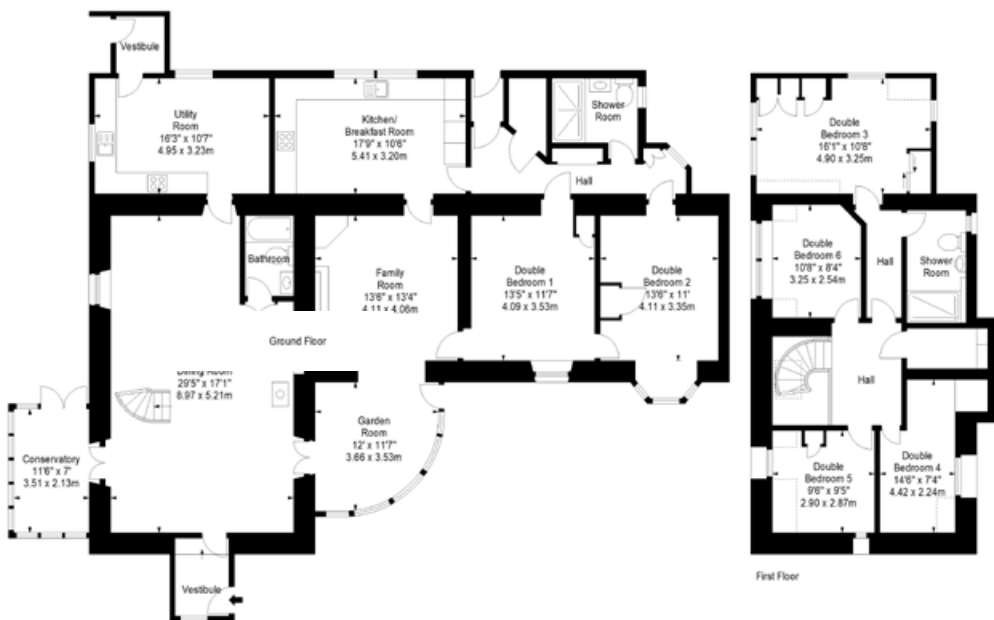 Vestibule
Utility
Room
16'3" x 10'7"
4.95 x 3.23m
Kitchen/
Breakfast Room
17'9" x 10'6"
5.41 x 3.20m
Shower
Room
Hall
Bathroom
Family
Room
13'6" x 13'4"
4.11 x 4.06m
Double
Bedroom 1
13'5" x 11'7"
4.09 x 3.53m
Double
Bedroom 2
13'6" x 11'
4.11 x 3.35m
Ground Floor
Dining Room
29'5" x 17'1"
8.97 x 5.21m
Garden
Room
12' x 11'7"
3.66 x 3.53m
Conservatory
11'6" x 7'
3.51 x 2.13m
Vestibule
Double
Bedroom 3
16'1" x 10'8"
4.90 x 3.25m
Double
Bedroom 6
10'8" x 8'4"
3.25 x 2.54m
Hall
Shower
Room
Hall
Double
Bedroom 5
9'6" x 9'5"
2.90 x 2.87m
Double
Bedroom 4
14'6" x 7'4"
4.42 x 2.24m
First Floor